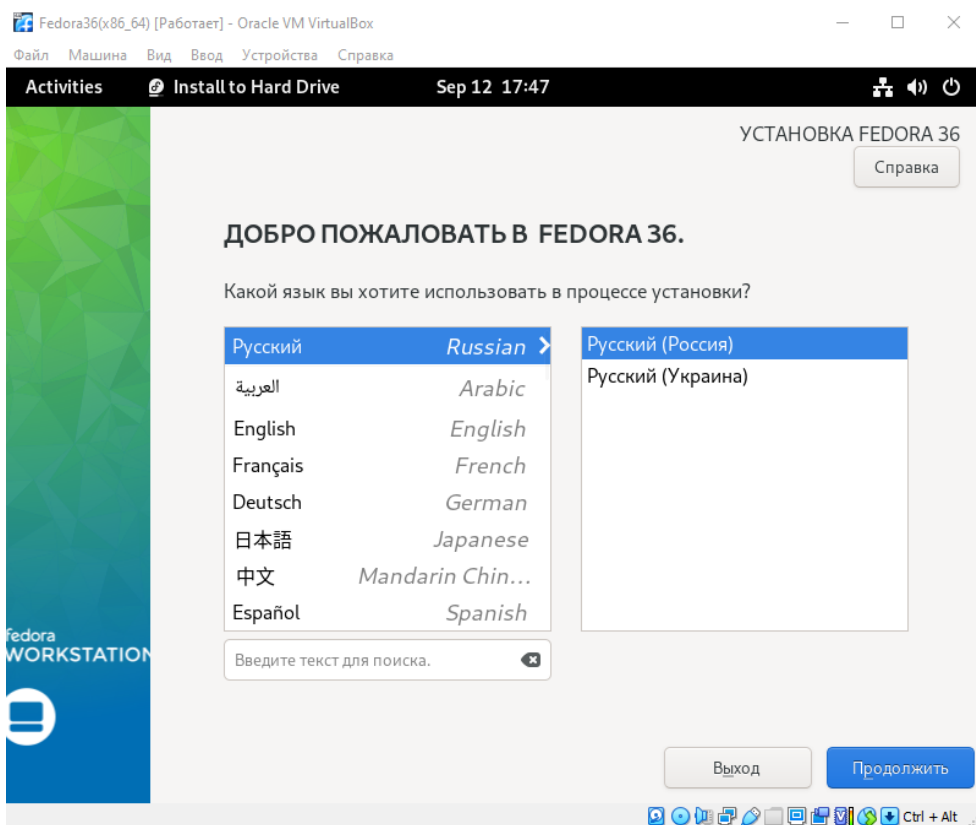 Fedora36(x86_64) [Работает] - Oracle VM VirtualBox
Файл Машина Вид Ввод Устройства Справка
Activities Install to Hard Drive Sep 12 17:47
УСТАНОВКА FEDORA 36
Справка
ДОБРО ПОЖАЛОВАТЬ В FEDORA 36.
Какой язык вы хотите использовать в процессе установки?
Русский Russian
العربية Arabic
English English
Français French
Deutsch German
日本語 Japanese
中文 Mandarin Chin...
Español Spanish
Русский (Россия)
Русский (Украина)
Введите текст для поиска.
fedora
WORKSTATION
Выход Продолжить
Ctrl + Alt